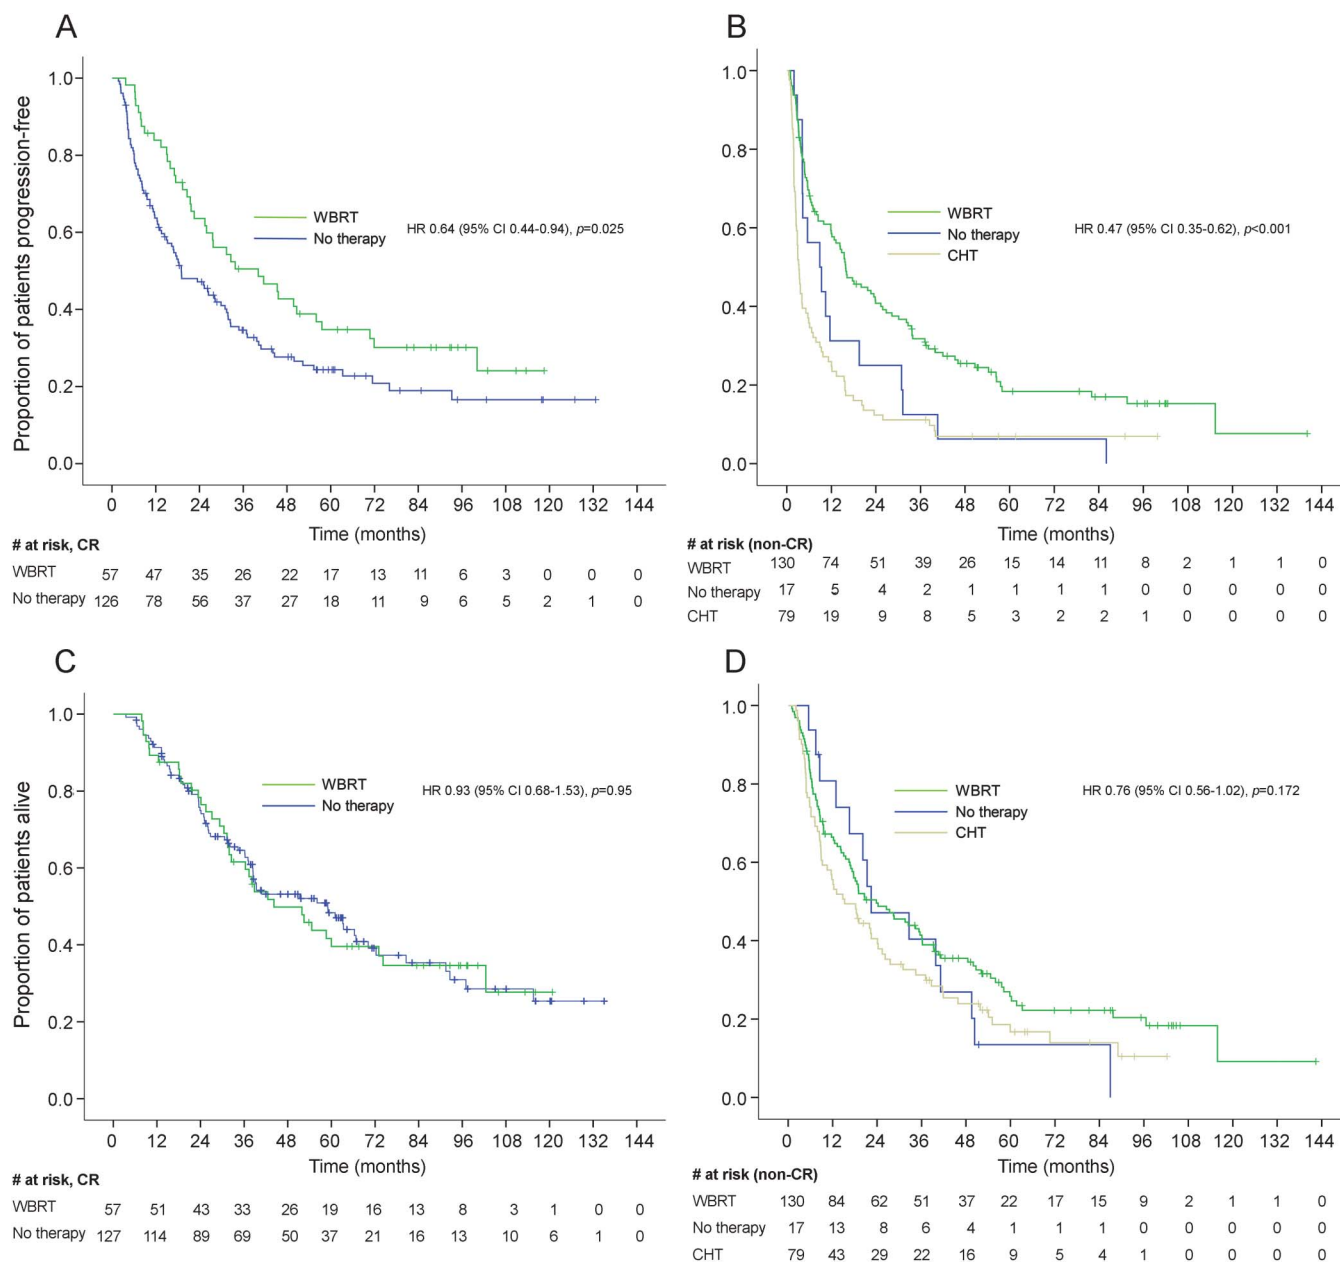 A
Proportion of patients progression-free
1.0
0.8
0.6
0.4
0.2
0.0
WBRT
No therapy
HR 0.64 (95% CI 0.44-0.94), p=0.025
0 12 24 36 48 60 72 84 96 108 120 132 144
Time (months)
# at risk, CR
WBRT 57 47 35 26 22 17 13 11 6 3 0 0 0
No therapy 126 78 56 37 27 18 11 9 6 5 2 1 0
B
1.0
0.8
0.6
0.4
0.2
0.0
WBRT
No therapy
CHT
HR 0.47 (95% CI 0.35-0.62), p<0.001
0 12 24 36 48 60 72 84 96 108 120 132 144
Time (months)
# at risk (non-CR)
WBRT 130 74 51 39 26 15 14 11 8 2 1 1 0
No therapy 17 5 4 2 1 1 1 1 0 0 0 0 0
CHT 79 19 9 8 5 3 2 2 1 0 0 0 0
C
Proportion of patients alive
1.0
0.8
0.6
0.4
0.2
0.0
WBRT
No therapy
HR 0.93 (95% CI 0.68-1.53), p=0.95
0 12 24 36 48 60 72 84 96 108 120 132 144
Time (months)
# at risk, CR
WBRT 57 51 43 33 26 19 16 13 8 3 1 0 0
No therapy 127 114 89 69 50 37 21 16 13 10 6 1 0
D
1.0
0.8
0.6
0.4
0.2
0.0
WBRT
No therapy
CHT
HR 0.76 (95% CI 0.56-1.02), p=0.172
0 12 24 36 48 60 72 84 96 108 120 132 144
Time (months)
# at risk (non-CR)
WBRT 130 84 62 51 37 22 17 15 9 2 1 1 0
No therapy 17 13 8 6 4 1 1 1 0 0 0 0 0
CHT 79 43 29 22 16 9 5 4 1 0 0 0 0